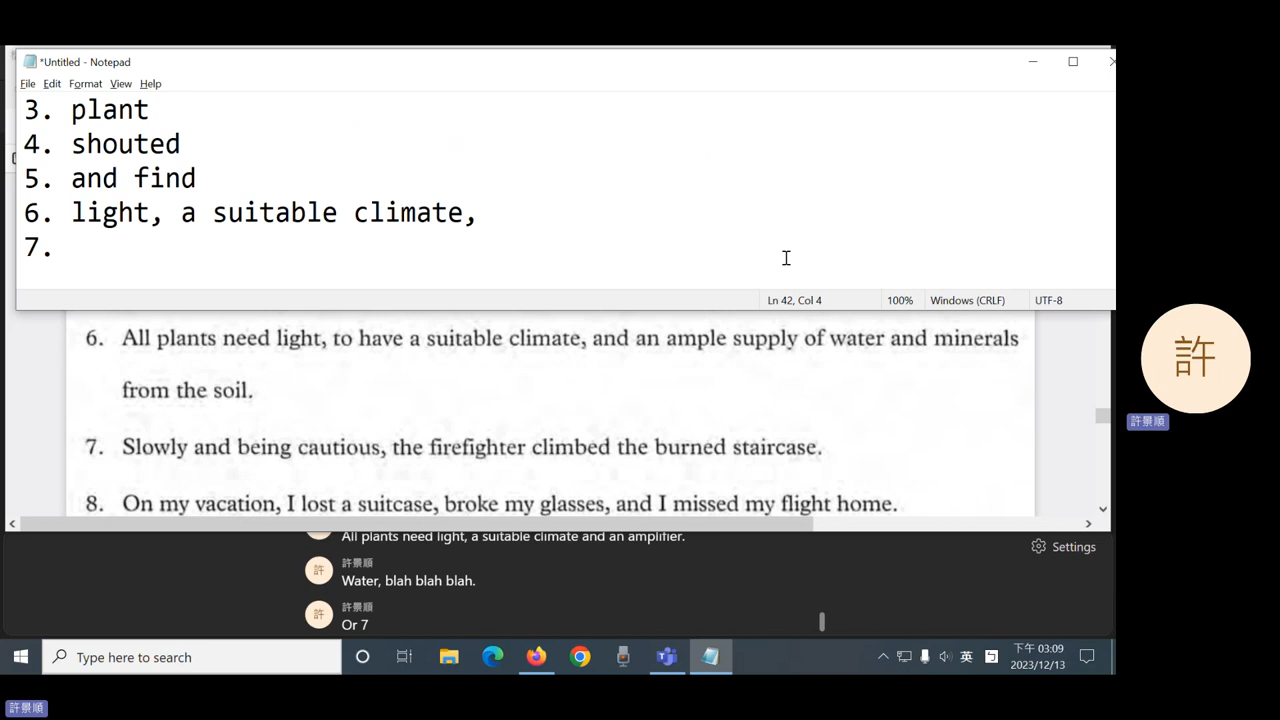 *Untitled - Notepad
File Edit Format View Help
3. plant
4. shouted
5. and find
6. light, a suitable climate,
7.
Ln 42, Col 4 100% Windows (CRLF) UTF-8
6. All plants need light, to have a suitable climate, and an ample supply of water and minerals
from the soil.
7. Slowly and being cautious, the firefighter climbed the burned staircase.
8. On my vacation, I lost a suitcase, broke my glasses, and I missed my flight home.
All plants need light, a suitable climate and an amplifier.
許 許景順
Water, blah blah blah.
許 許景順
Or 7
Settings
許
許景順
Type here to search
英
下午 03:09
2023/12/13
許景順